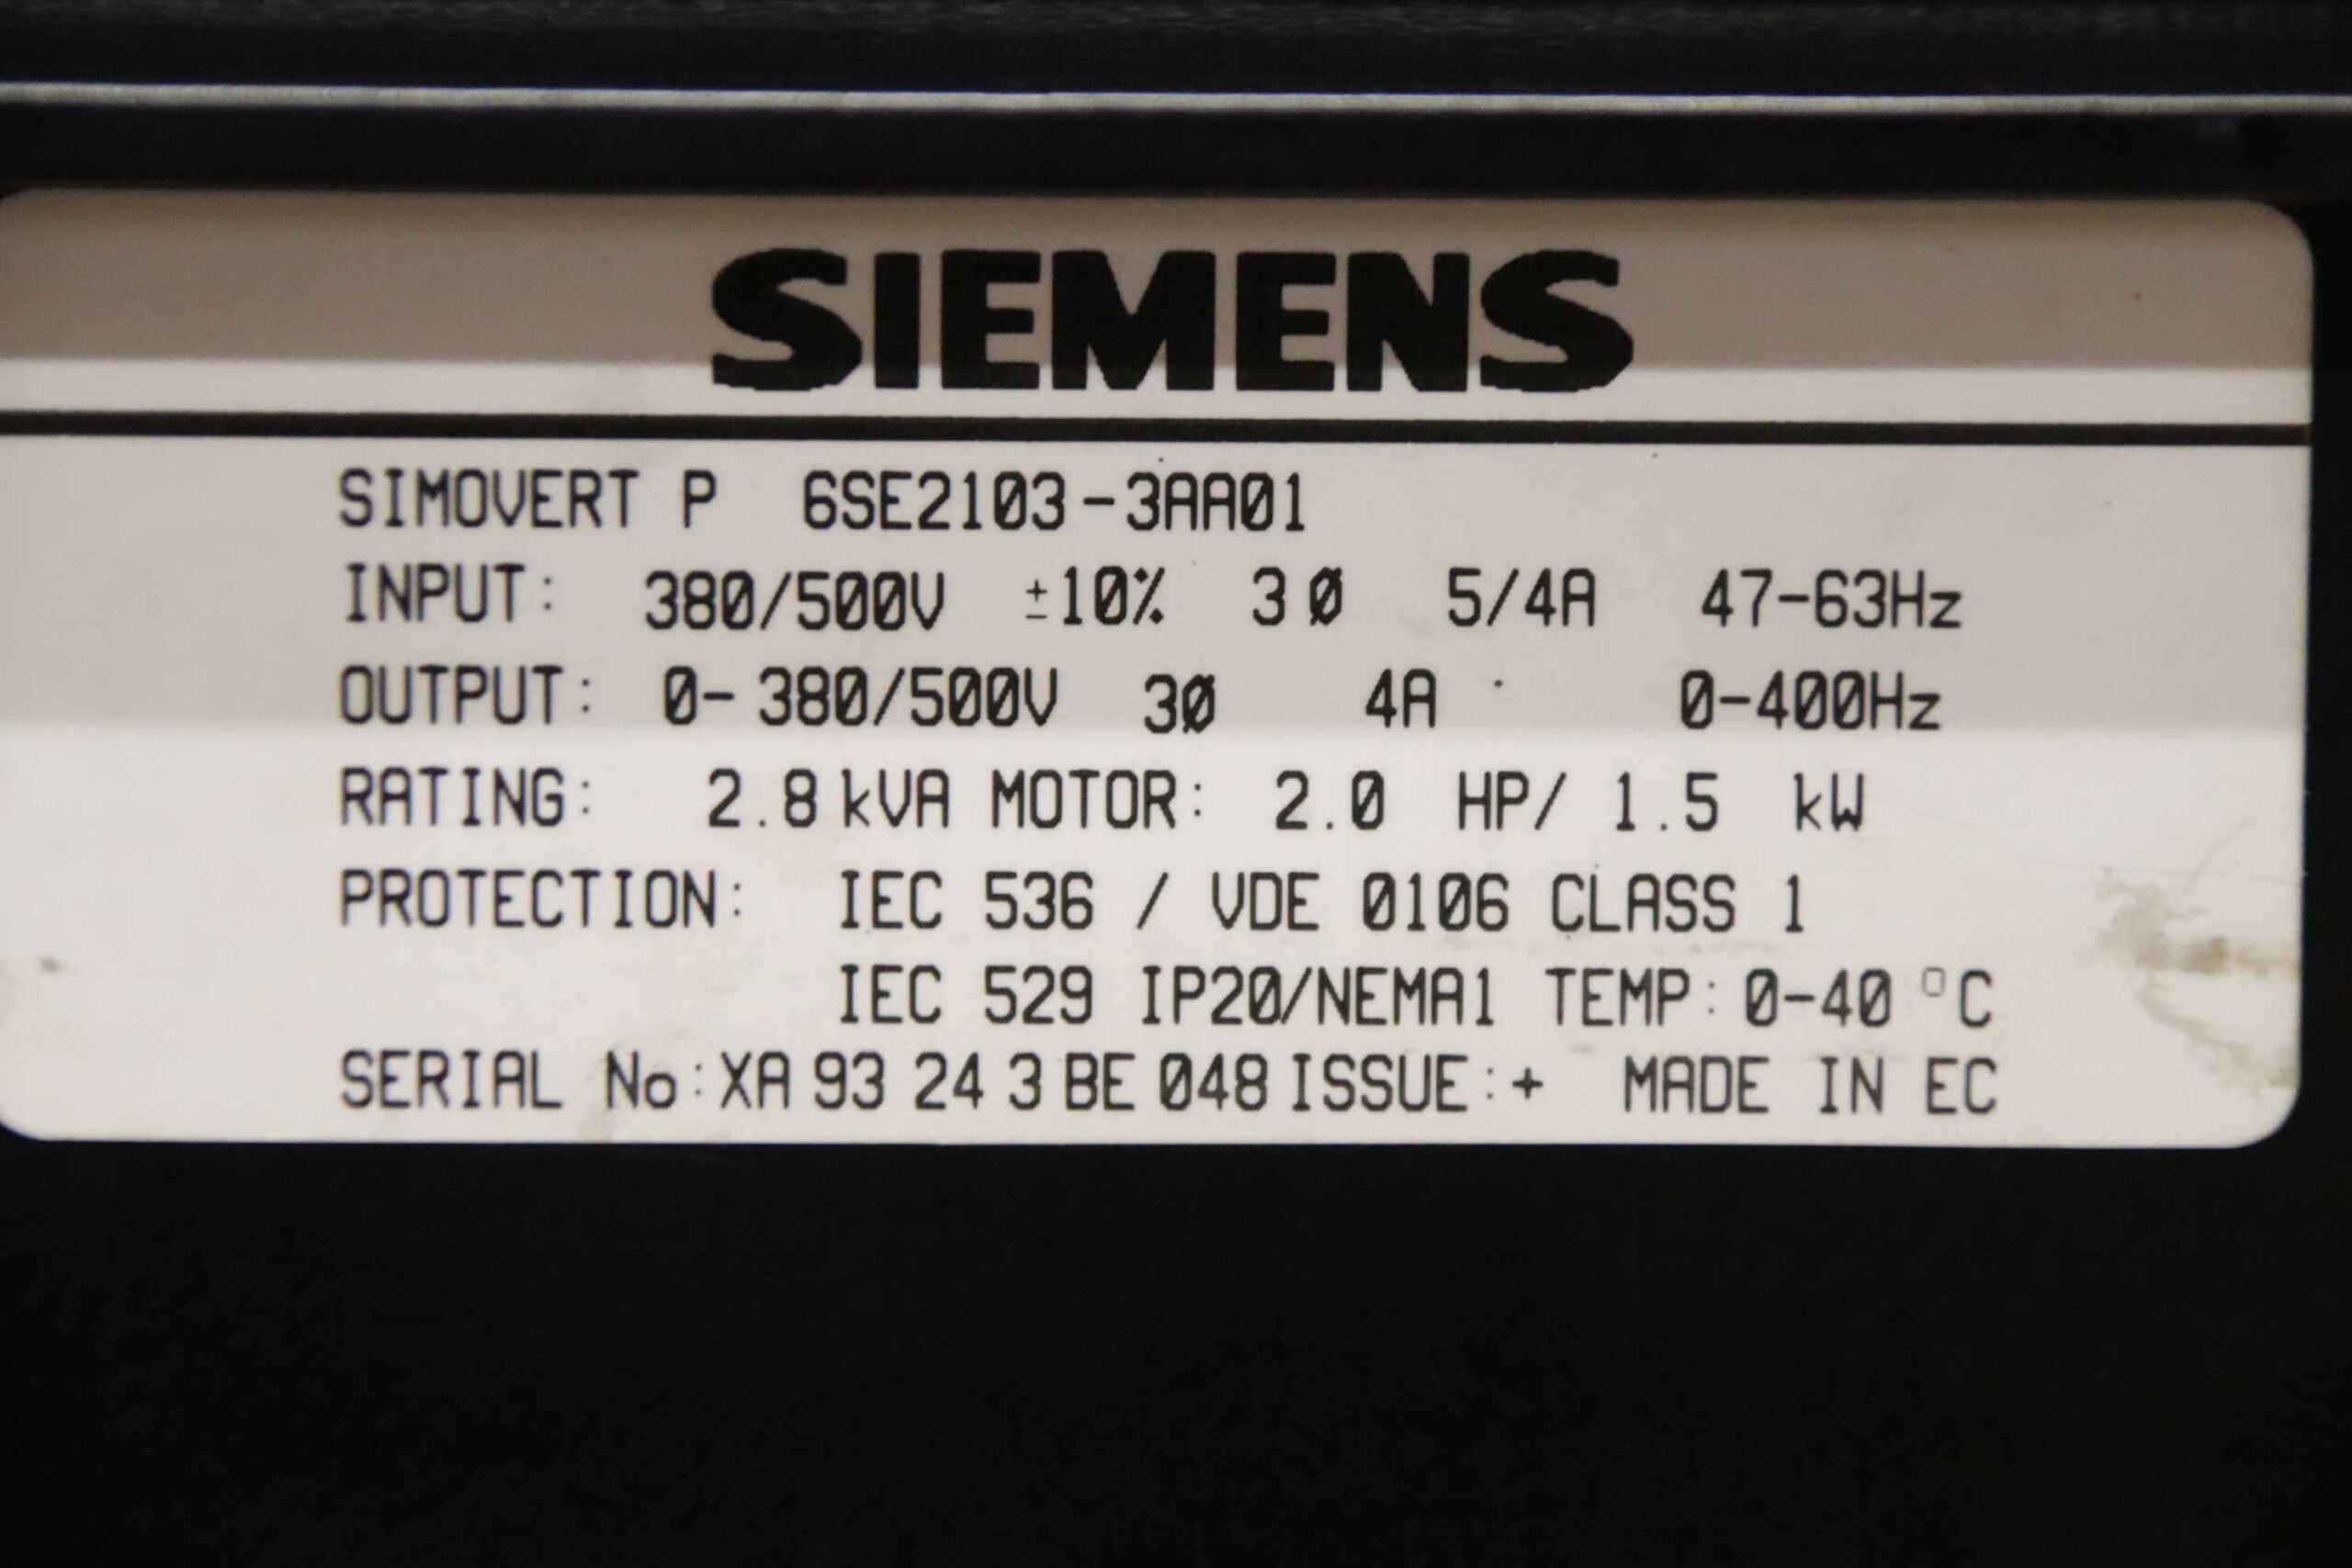 SIEMENS
SIMOVERT P 6SE2103-3AA01
INPUT: 380/500V ±10% 3Ø 5/4A 47-63Hz
OUTPUT: 0-380/500V 3Ø 4A 0-400Hz
RATING: 2.8kVA MOTOR: 2.0 HP/ 1.5 kW
PROTECTION: IEC 536 / VDE 0106 CLASS 1
IEC 529 IP20/NEMA1 TEMP: 0-40 °C
SERIAL No: XA 93 24 3 BE 048 ISSUE:+ MADE IN EC